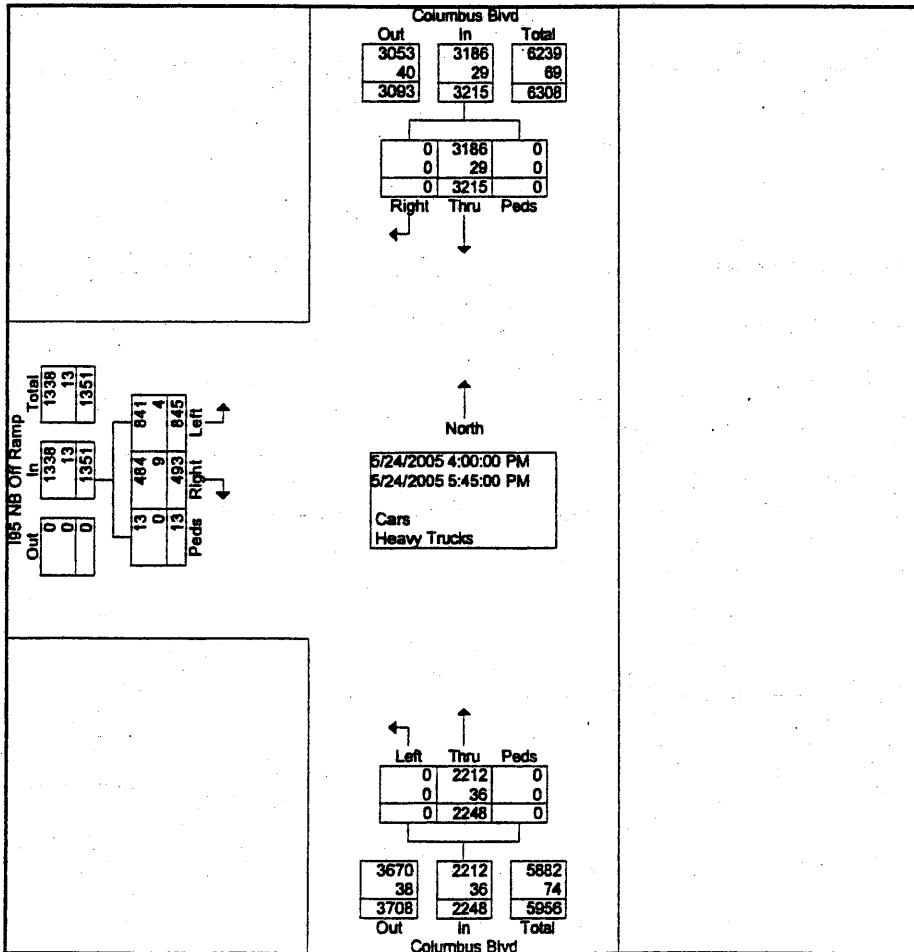 Columbus Blvd
Out In Total
3053 3186 6239
40 29 69
3093 3215 6308
0 3186 0
0 29 0
0 3215 0
Right Thru Peds
I95 NB Off Ramp
Out In Total
0 1338 1338
0 13 13
0 1351 1351
13 484 841
0 9 4
13 493 845
Peds Right Left
North
5/24/2005 4:00:00 PM
5/24/2005 5:45:00 PM
Cars
Heavy Trucks
Left Thru Peds
0 2212 0
0 36 0
0 2248 0
3670 2212 5882
38 36 74
3708 2248 5956
Out In Total
Columbus Blvd